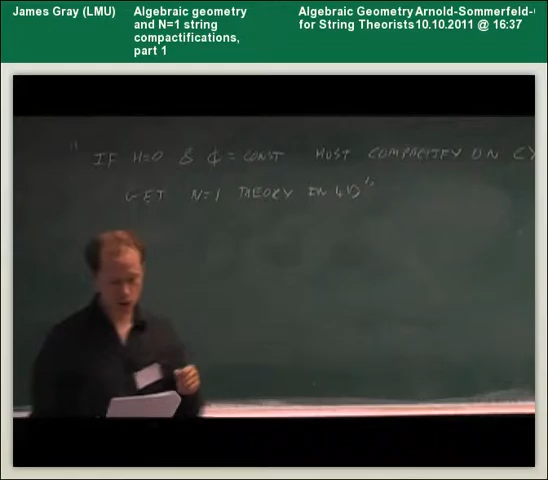 James Gray (LMU)
Algebraic geometry
and N=1 string
compactifications,
part 1
Algebraic Geometry
for String Theorists
Arnold-Sommerfeld-
10.10.2011 @ 16:37
" IF H=0 & ϕ = CONST MUST COMPACTIFY ON CY
GET N=1 THEORY IN 4D "